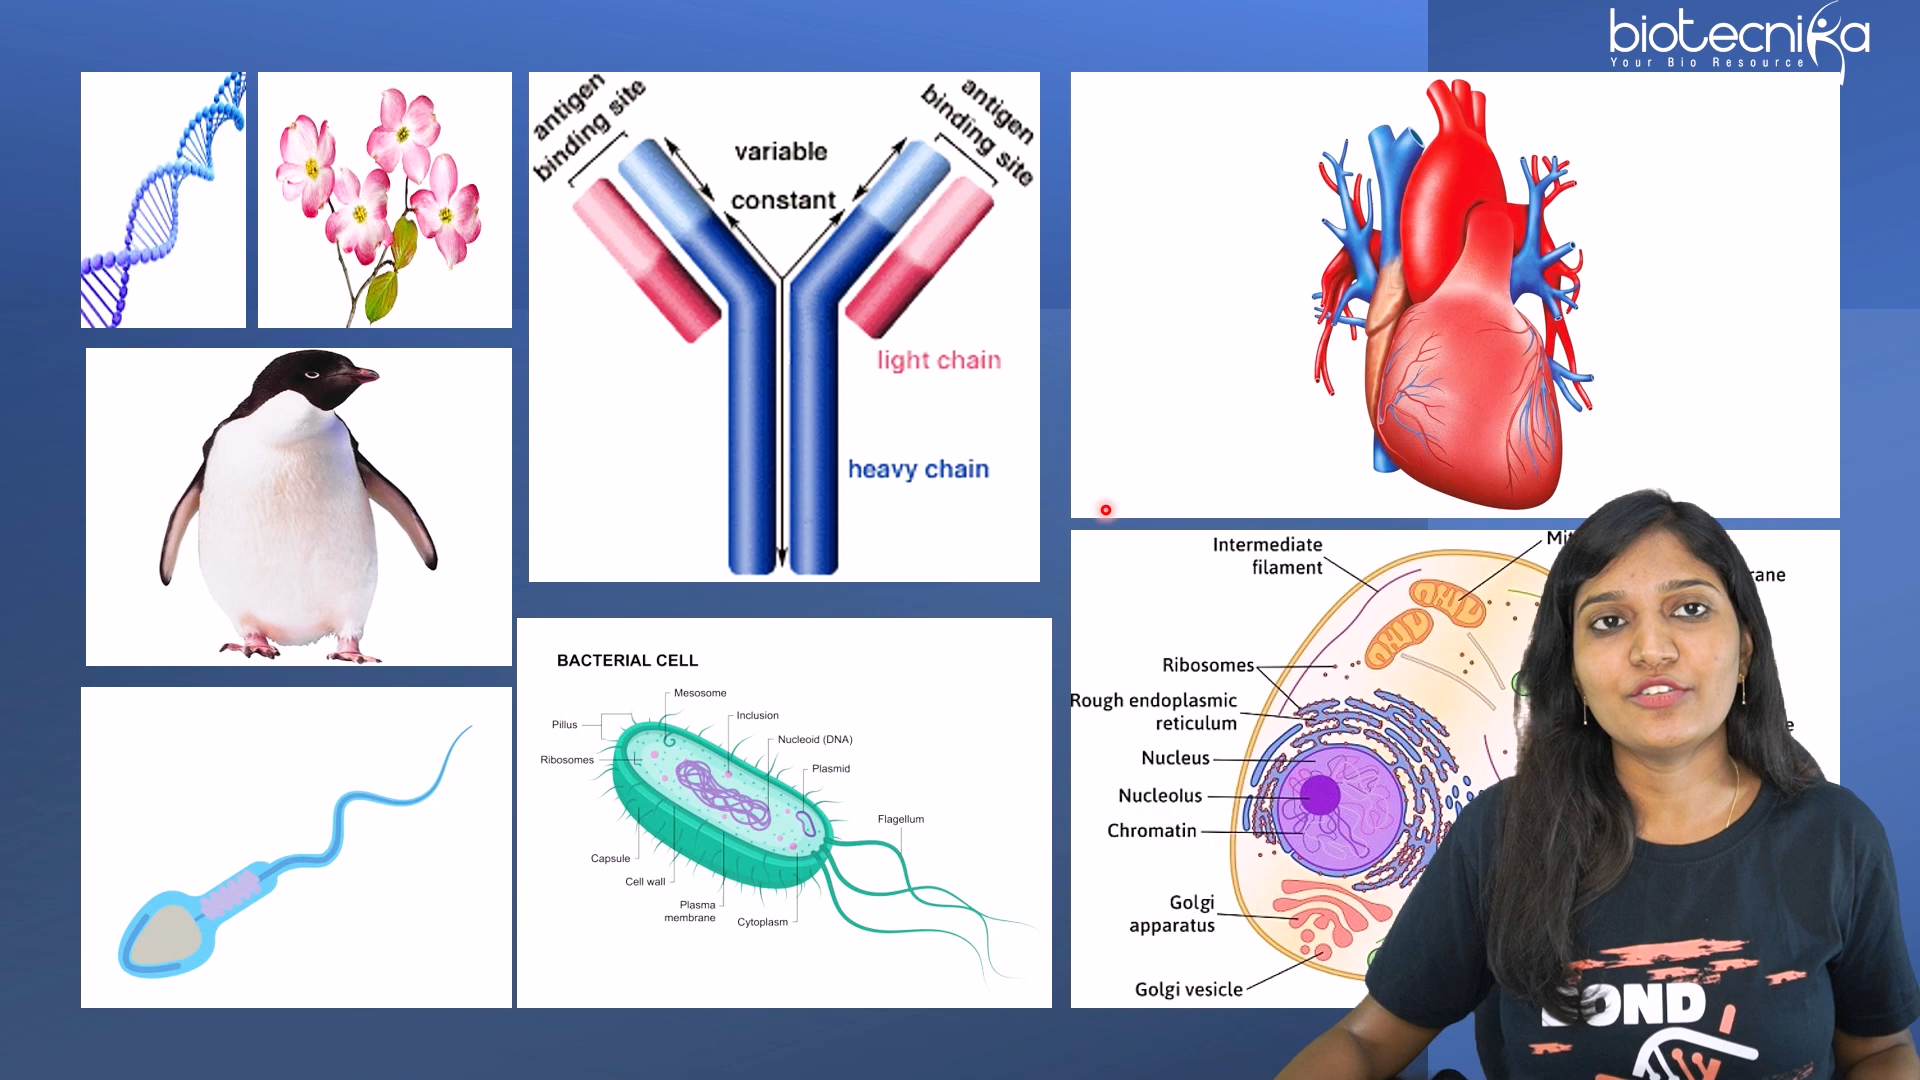 biotecnika
Your Bio Resource
antigen
binding site
antigen
binding site
variable
constant
light chain
heavy chain
BACTERIAL CELL
Mesosome
Pillus
Inclusion
Nucleoid (DNA)
Ribosomes
Plasmid
Flagellum
Capsule
Cell wall
Plasma
membrane
Cytoplasm
Intermediate
filament
Ribosomes
Rough endoplasmic
reticulum
Nucleus
Nucleolus
Chromatin
Golgi
apparatus
Golgi vesicle
BOND